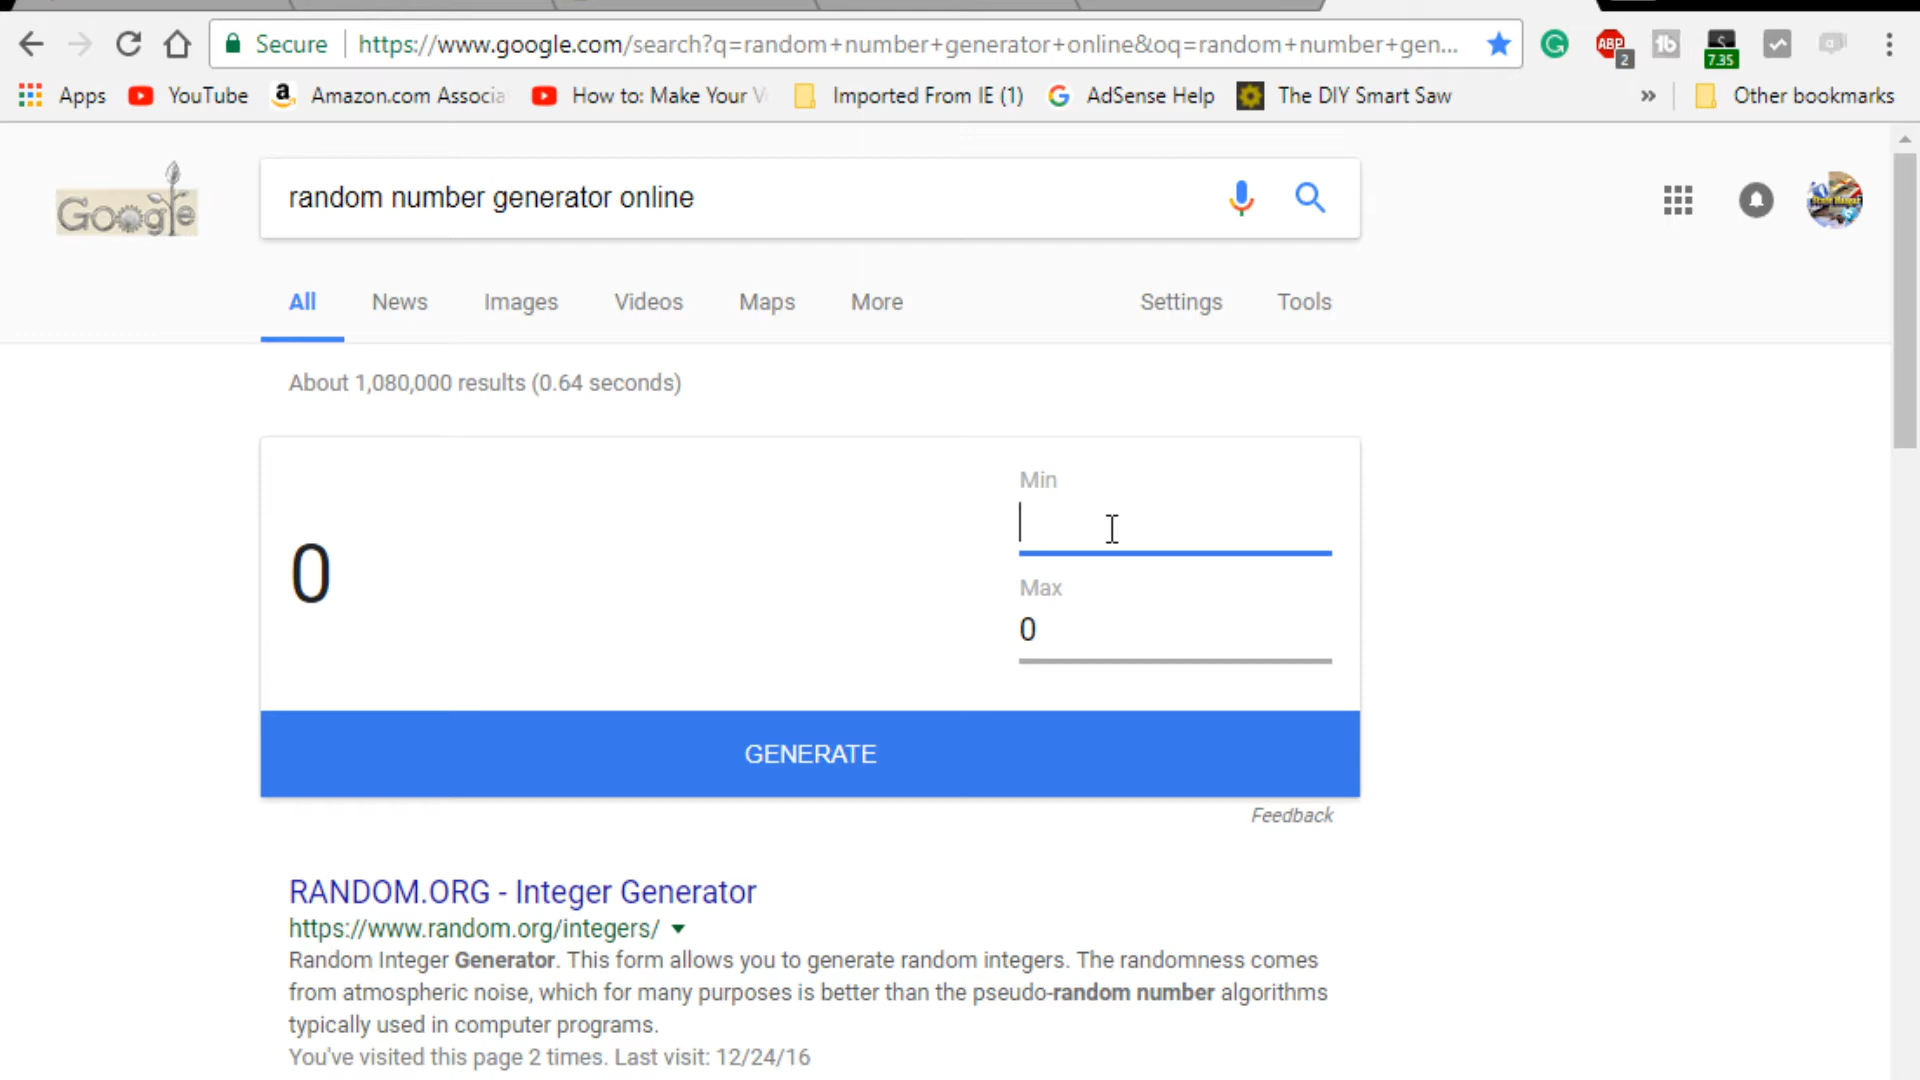 Secure https://www.google.com/search?q=random+number+generator+online&oq=random+number+gen...
2
7.35
Apps YouTube Amazon.com Associa How to: Make Your V Imported From IE (1) AdSense Help The DIY Smart Saw » Other bookmarks
Google random number generator online
All News Images Videos Maps More Settings Tools
About 1,080,000 results (0.64 seconds)
Min
0
Max
0
GENERATE
Feedback
RANDOM.ORG - Integer Generator
https://www.random.org/integers/
Random Integer Generator. This form allows you to generate random integers. The randomness comes
from atmospheric noise, which for many purposes is better than the pseudo-random number algorithms
typically used in computer programs.
You've visited this page 2 times. Last visit: 12/24/16